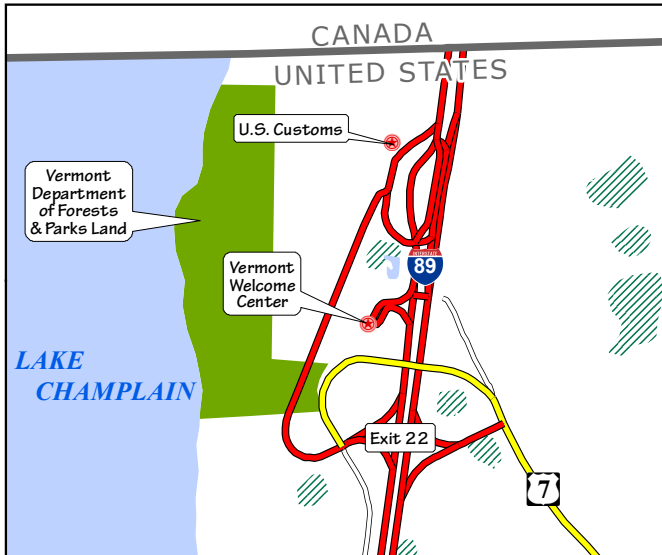 CANADA
UNITED STATES
U.S. Customs
Vermont
Department
of Forests
& Parks Land
Vermont
Welcome
Center
INTERSTATE
89
LAKE
CHAMPLAIN
Exit 22
7